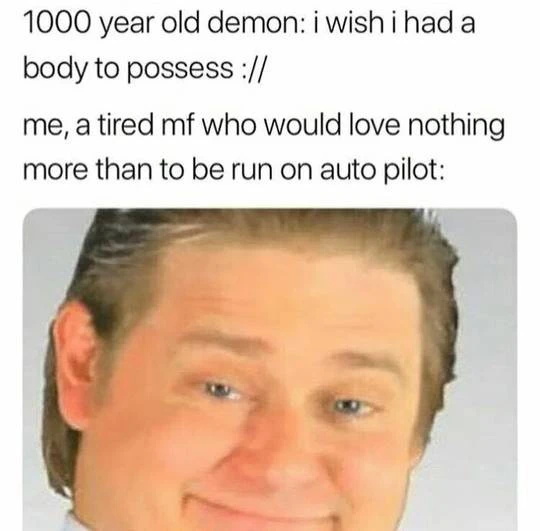 1000 year old demon: i wish i had a
body to possess ://
me, a tired mf who would love nothing
more than to be run on auto pilot: